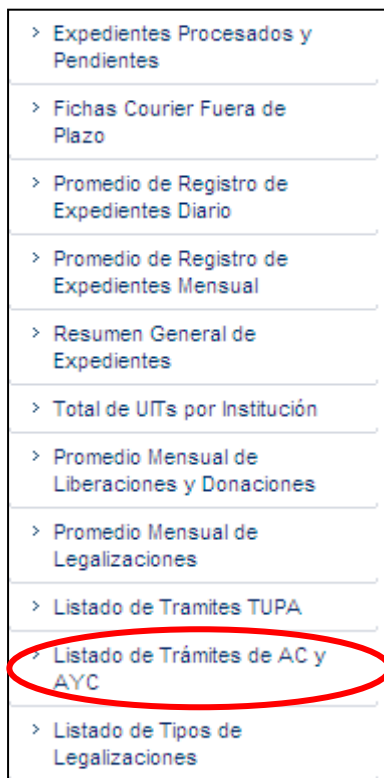 > Expedientes Procesados y
Pendientes
> Fichas Courier Fuera de
Plazo
> Promedio de Registro de
Expedientes Diario
> Promedio de Registro de
Expedientes Mensual
> Resumen General de
Expedientes
> Total de UITs por Institución
> Promedio Mensual de
Liberaciones y Donaciones
> Promedio Mensual de
Legalizaciones
> Listado de Tramites TUPA
> Listado de Trámites de AC y
AYC
> Listado de Tipos de
Legalizaciones